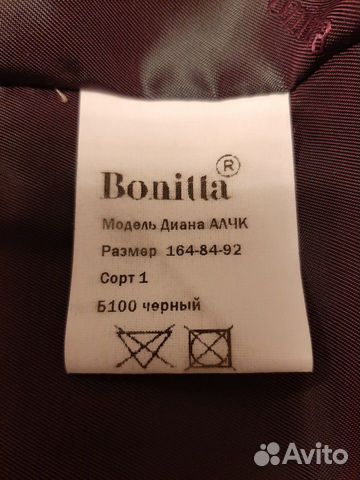 Bonitta ®
Модель Диана АЛЧК
Размер 164-84-92
Сорт 1
Б100 черный
Avito